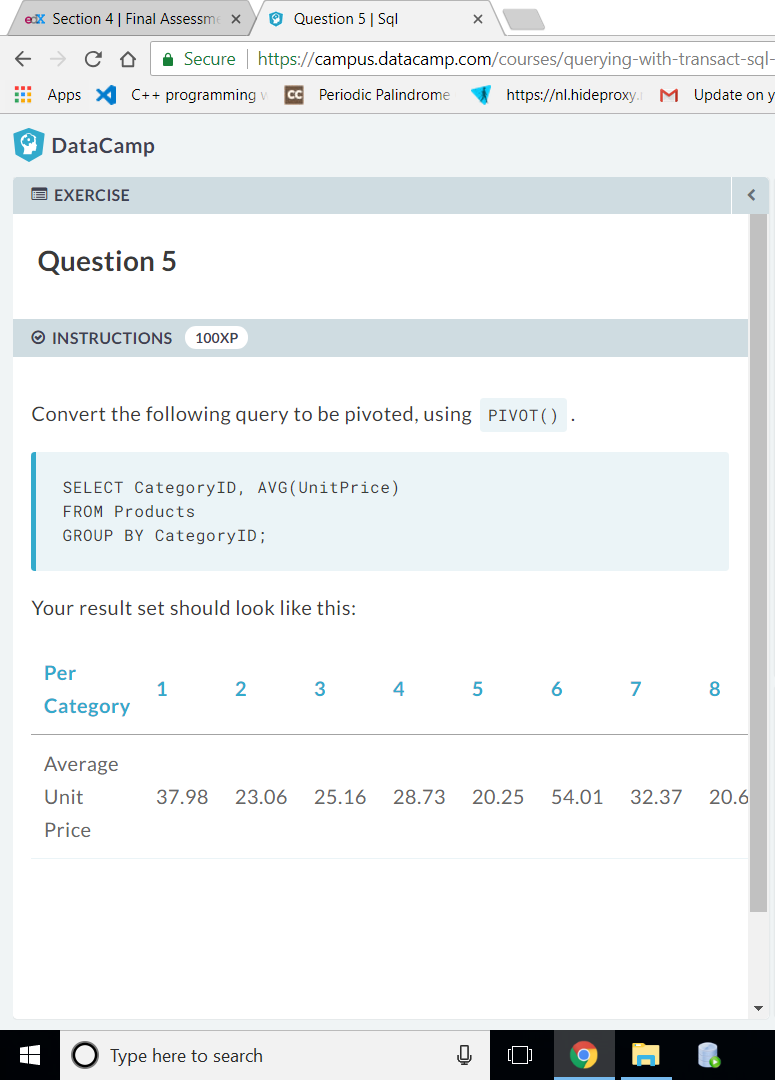 edX Section 4 | Final Assessme
Question 5 | Sql
Secure https://campus.datacamp.com/courses/querying-with-transact-sql-
Apps C++ programming w CC Periodic Palindrome https://nl.hideproxy. Update on y
DataCamp
EXERCISE
Question 5
INSTRUCTIONS 100XP
Convert the following query to be pivoted, using PIVOT() .
SELECT CategoryID, AVG(UnitPrice)
FROM Products
GROUP BY CategoryID;
Your result set should look like this:
Per
Category 1 2 3 4 5 6 7 8
Average
Unit 37.98 23.06 25.16 28.73 20.25 54.01 32.37 20.6
Price
Type here to search